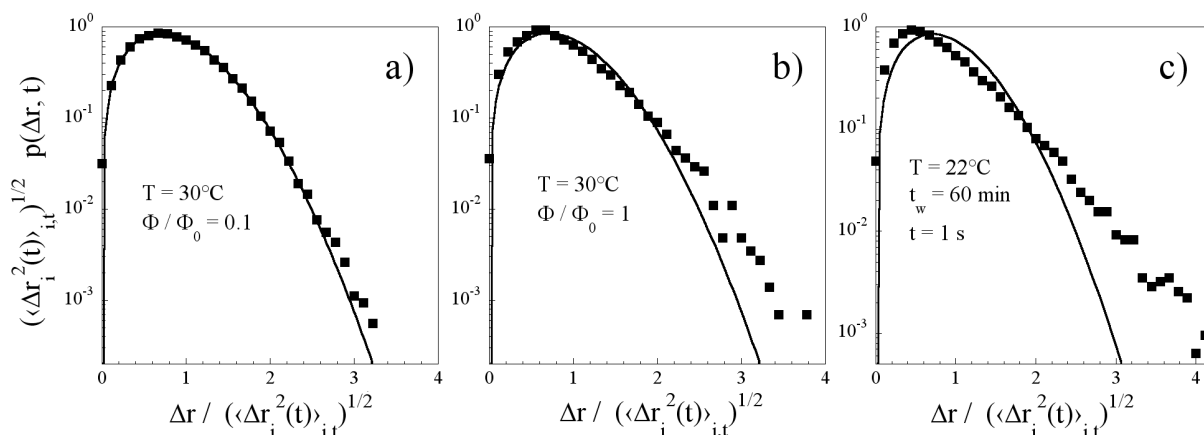 (‹Δr_i^2(t)›_i,t)^1/2 p(Δr, t)
10^0
10^-1
10^-2
10^-3
a)
T = 30°C
Φ / Φ_0 = 0.1
0 1 2 3 4
Δr / (‹Δr_i^2(t)›_i,t)^1/2
10^0
10^-1
10^-2
10^-3
b)
T = 30°C
Φ / Φ_0 = 1
0 1 2 3 4
Δr / (‹Δr_i^2(t)›_i,t)^1/2
10^0
10^-1
10^-2
10^-3
c)
T = 22°C
t_w = 60 min
t = 1 s
0 1 2 3 4
Δr / (‹Δr_i^2(t)›_i,t)^1/2